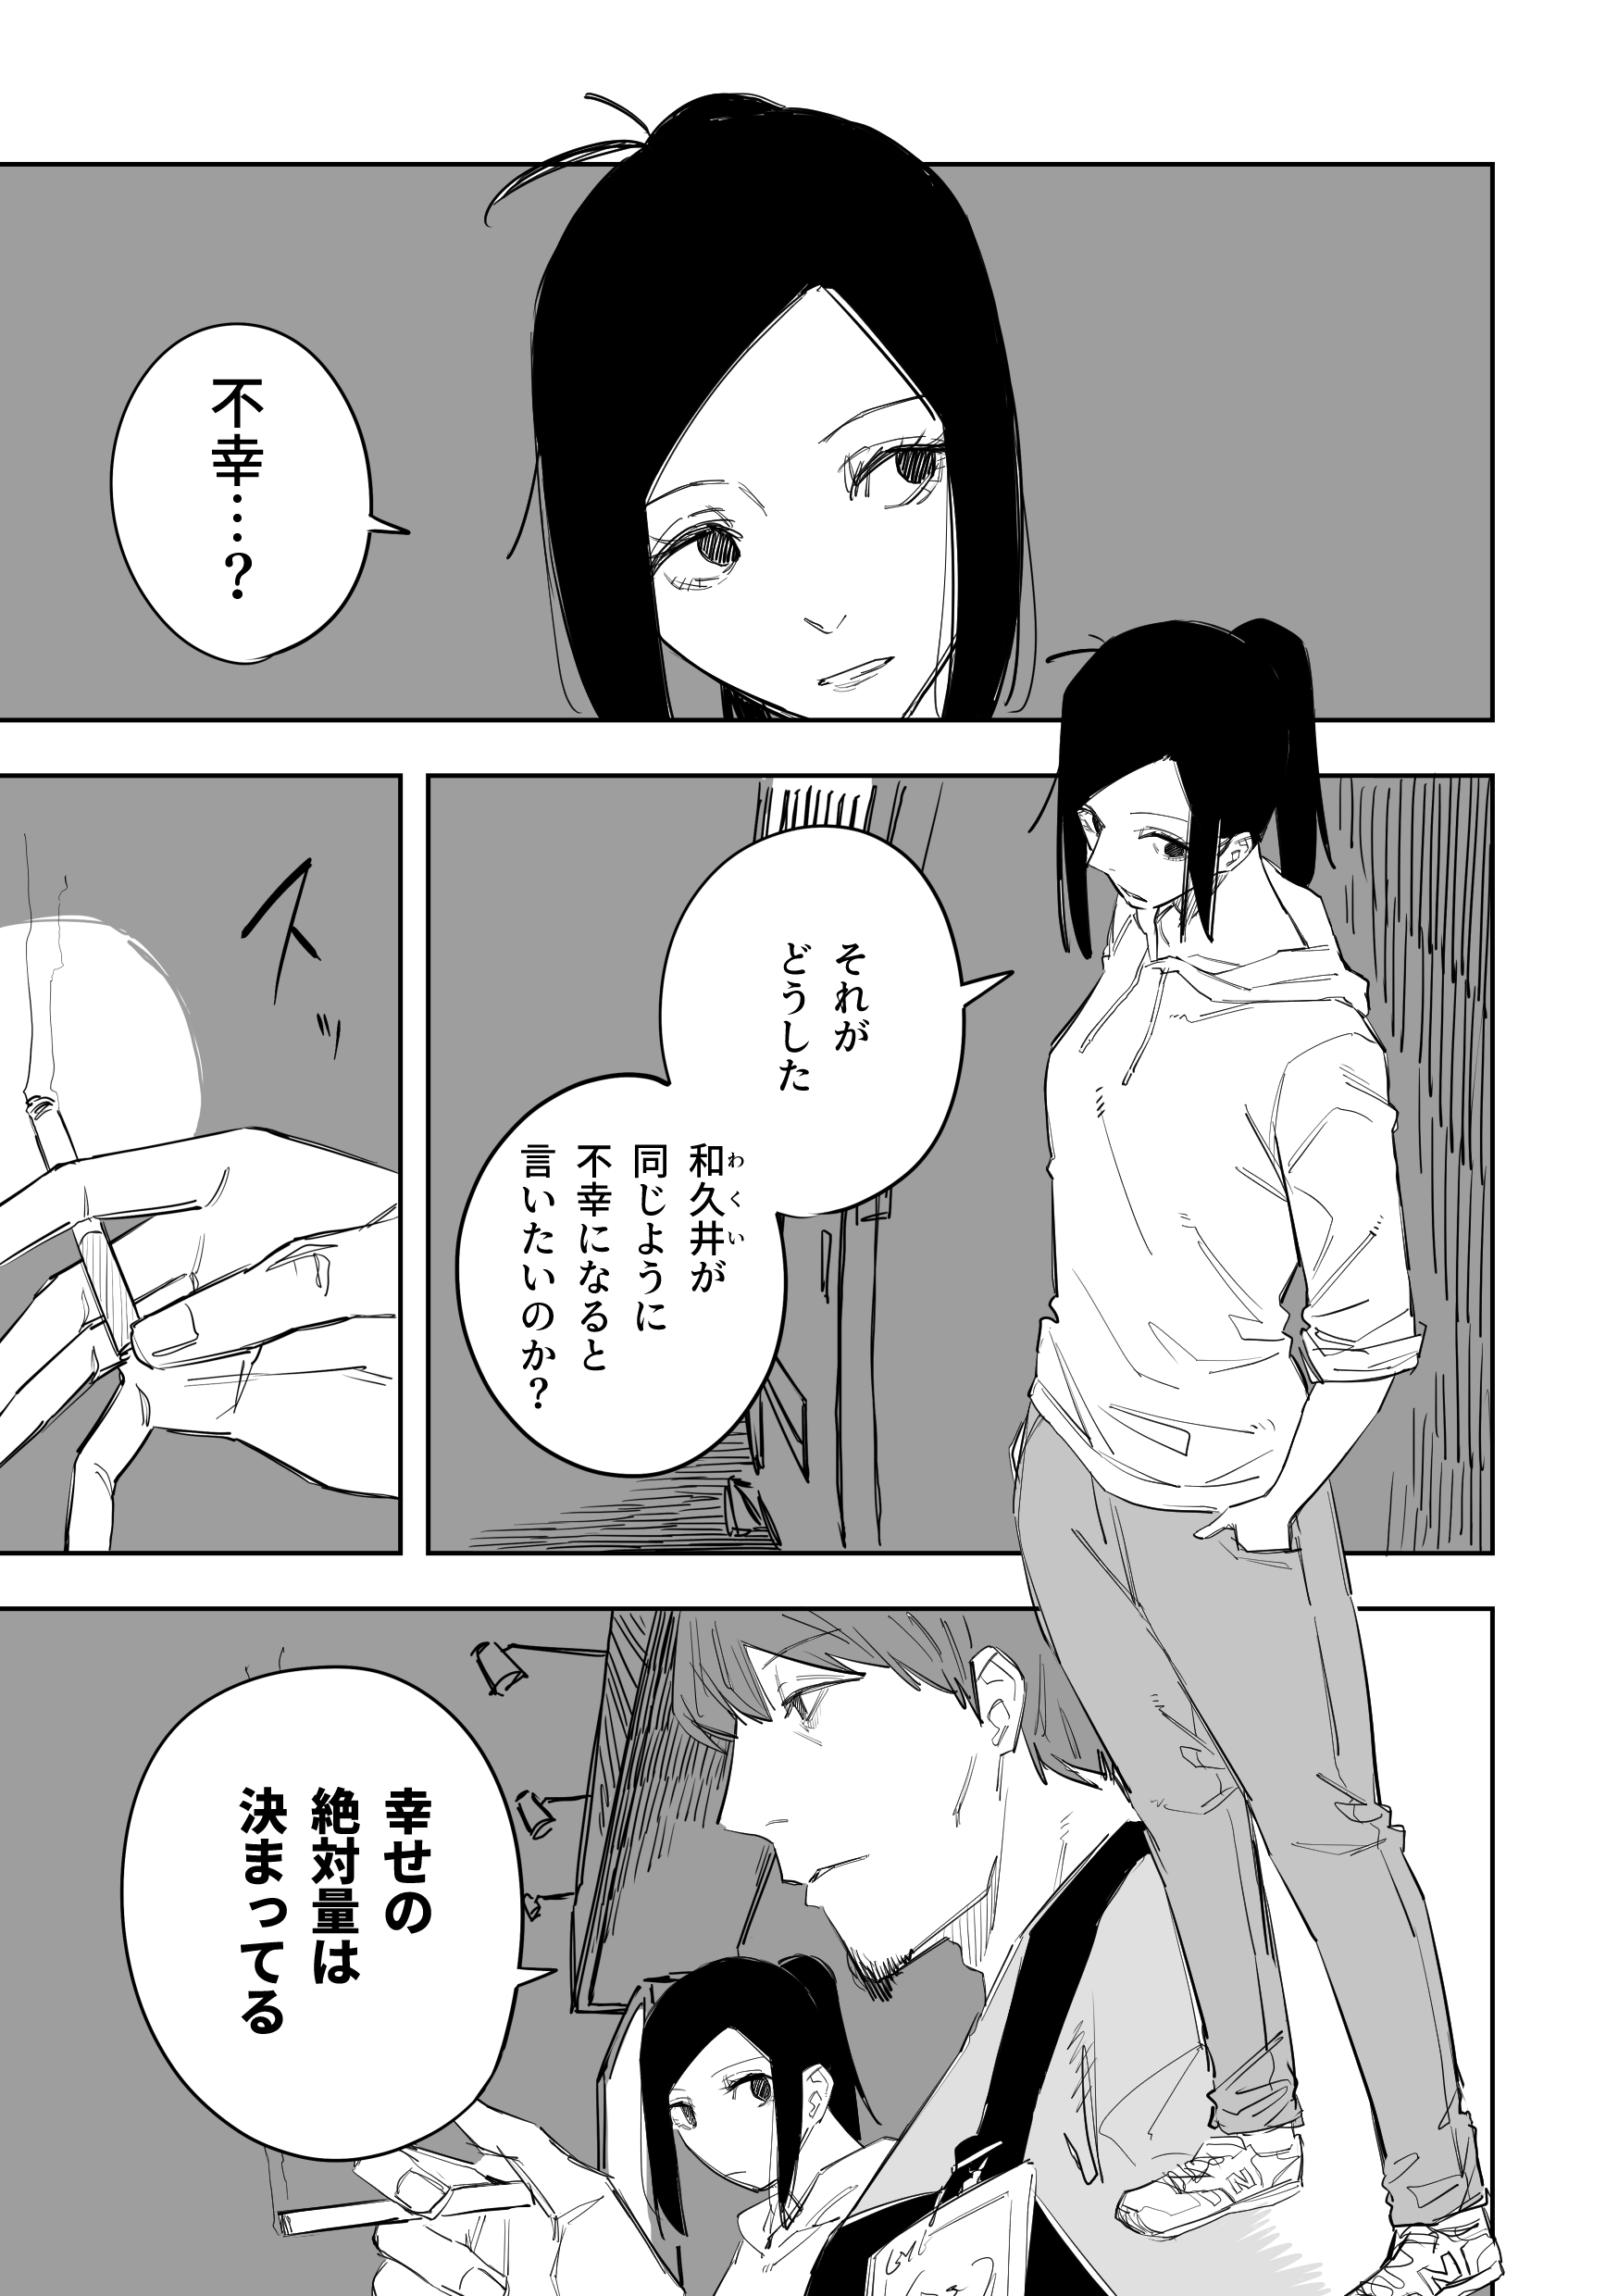 不幸…？
それが
どうした
和久井が
わくい
同じように
不幸になると
言いたいのか？
ス
幸せの
絶対量は
決まってる
N
N